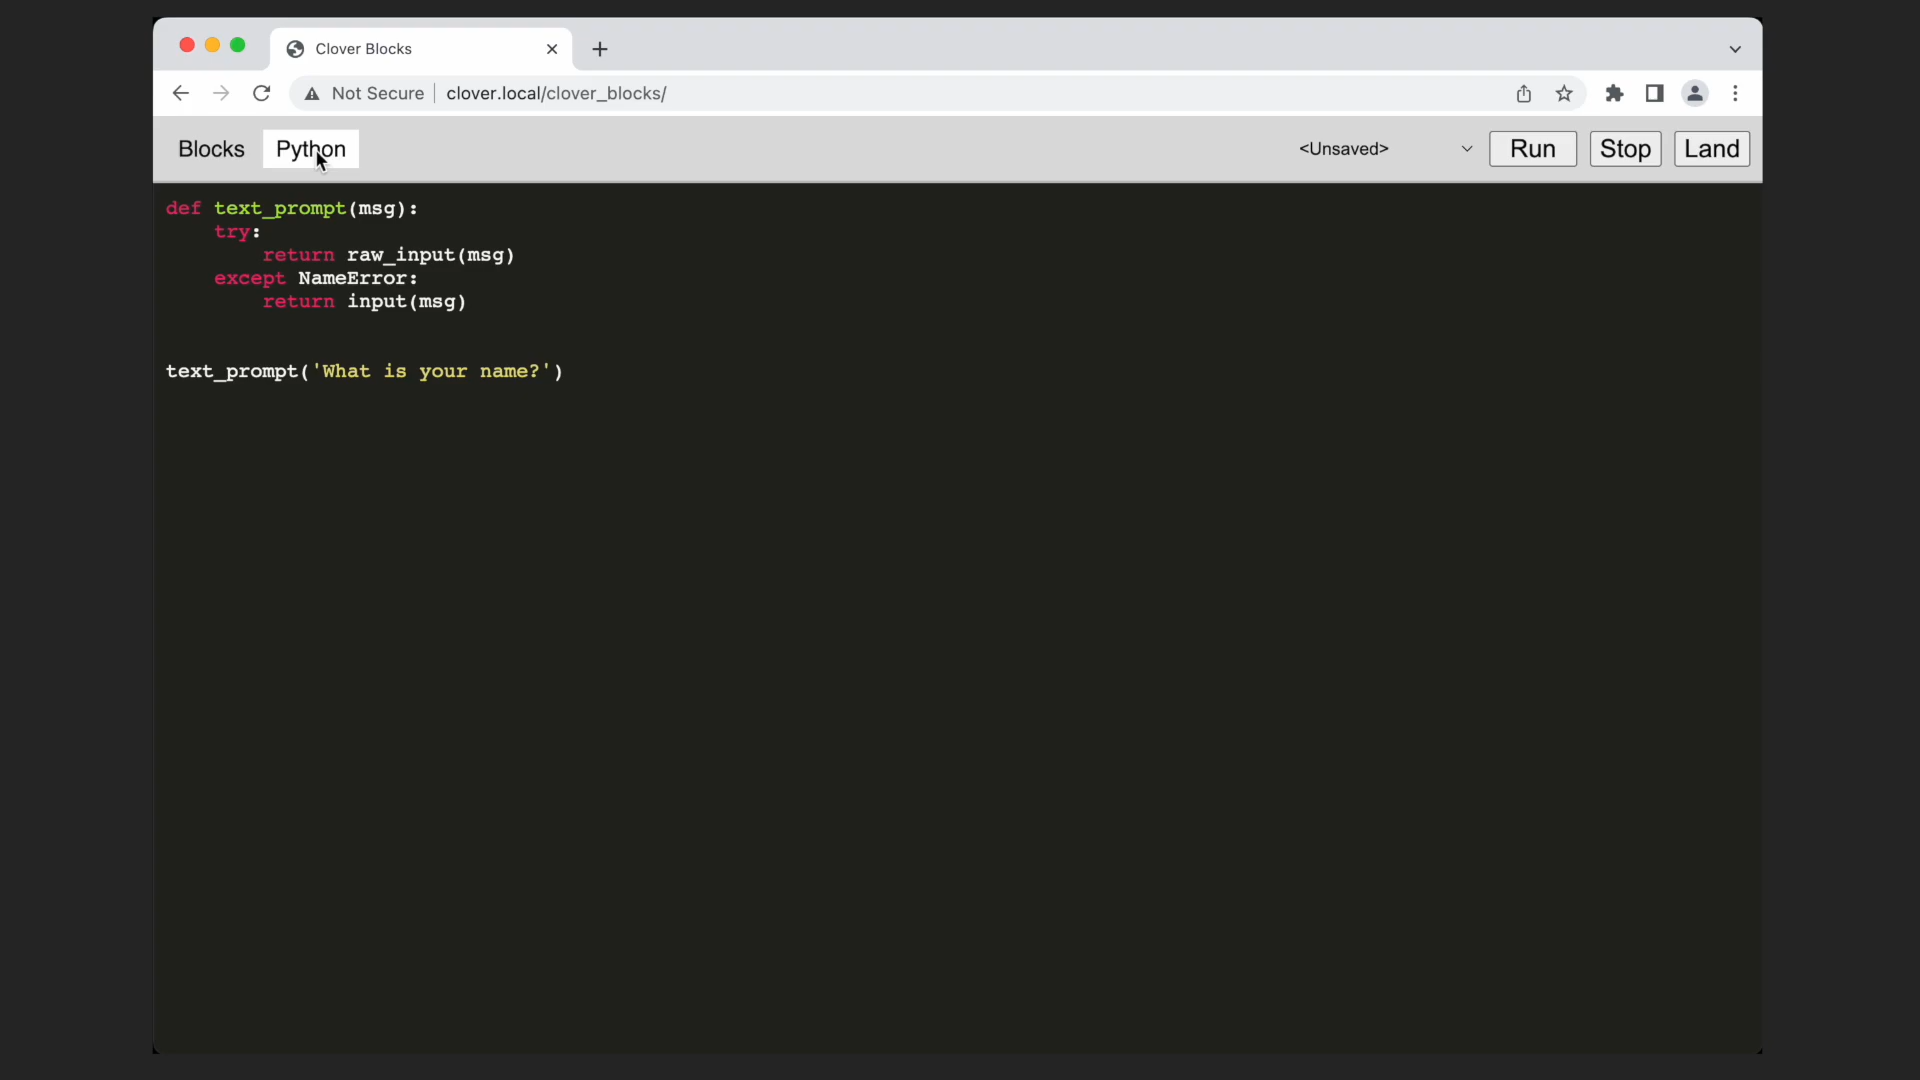 Clover Blocks
Not Secure clover.local/clover_blocks/
Blocks Python <Unsaved> Run Stop Land
def text_prompt(msg):
    try:
        return raw_input(msg)
    except NameError:
        return input(msg)
text_prompt('What is your name?')